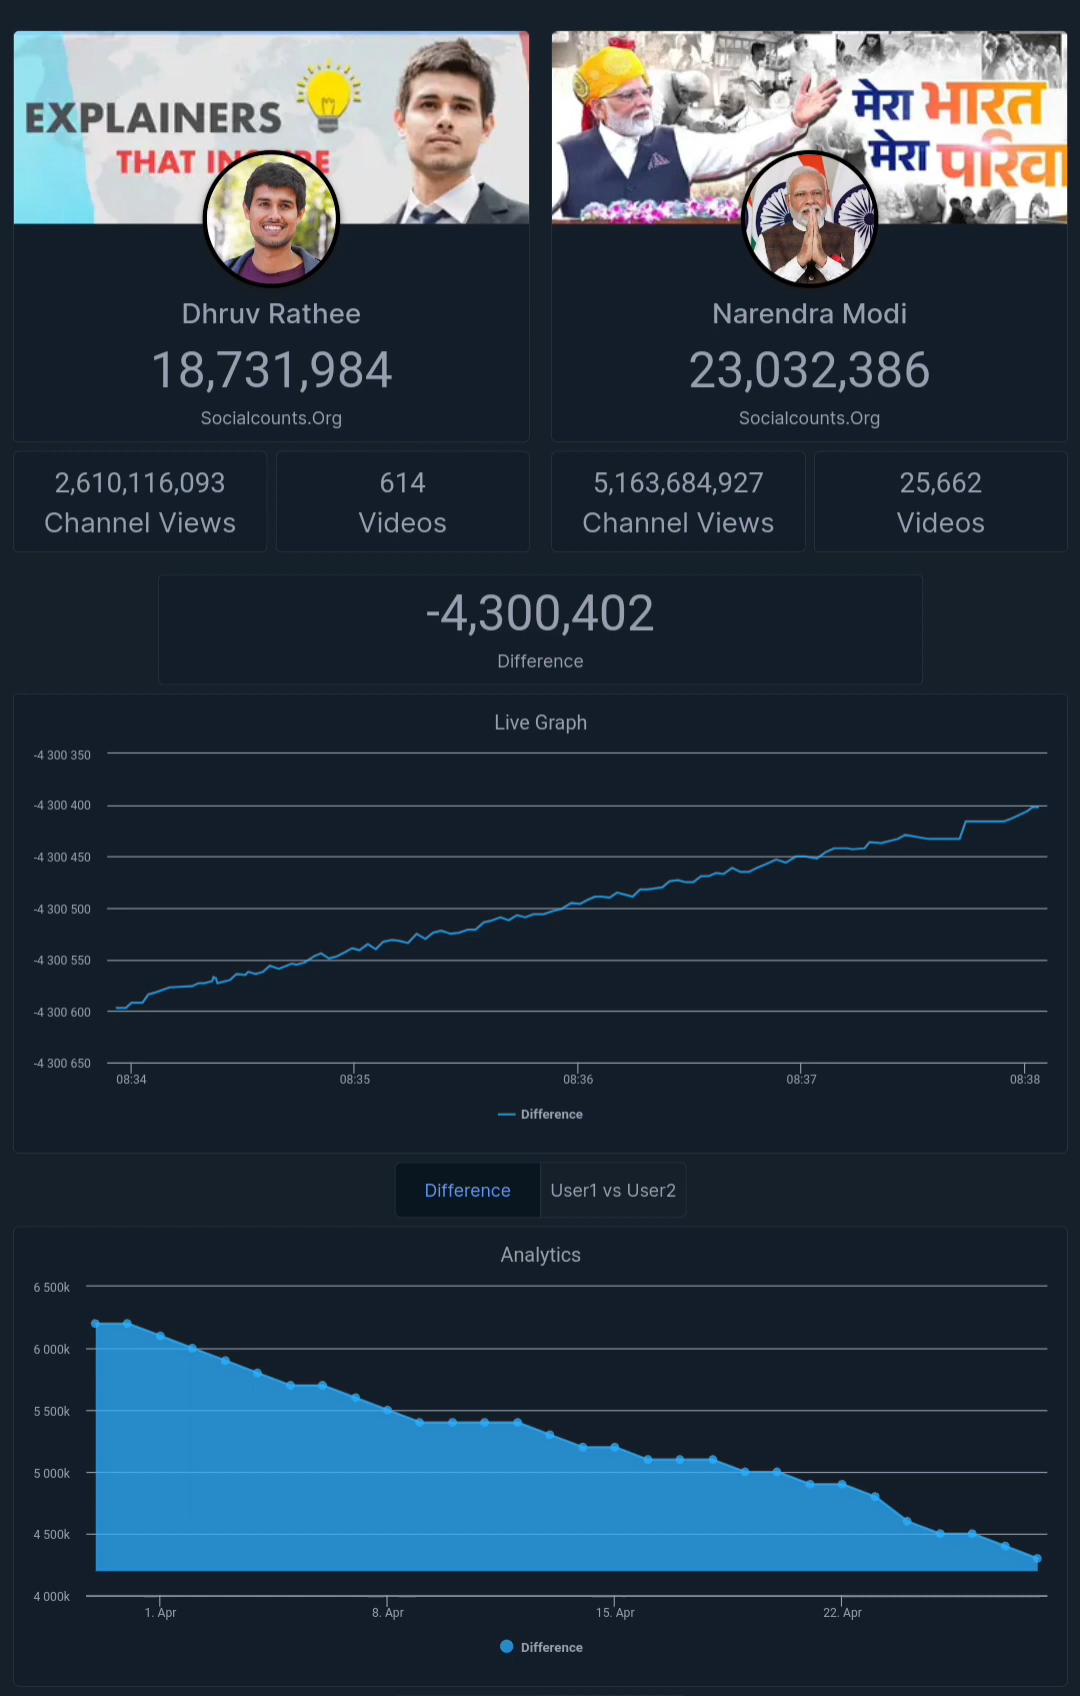 EXPLAINERS
THAT
मेरा भारत
मेरा
Dhruv Rathee
18,731,984
Socialcounts.Org
2,610,116,093
Channel Views
614
Videos
Narendra Modi
23,032,386
Socialcounts.Org
5,163,684,927
Channel Views
25,662
Videos
-4,300,402
Difference
Live Graph
-4 300 350
-4 300 400
-4 300 450
-4 300 500
-4 300 550
-4 300 600
-4 300 650
08:34 08:35 08:36 08:37 08:38
Difference
Difference User1 vs User2
Analytics
6 500k
6 000k
5 500k
5 000k
4 500k
4 000k
1. Apr 8. Apr 15. Apr 22. Apr
Difference